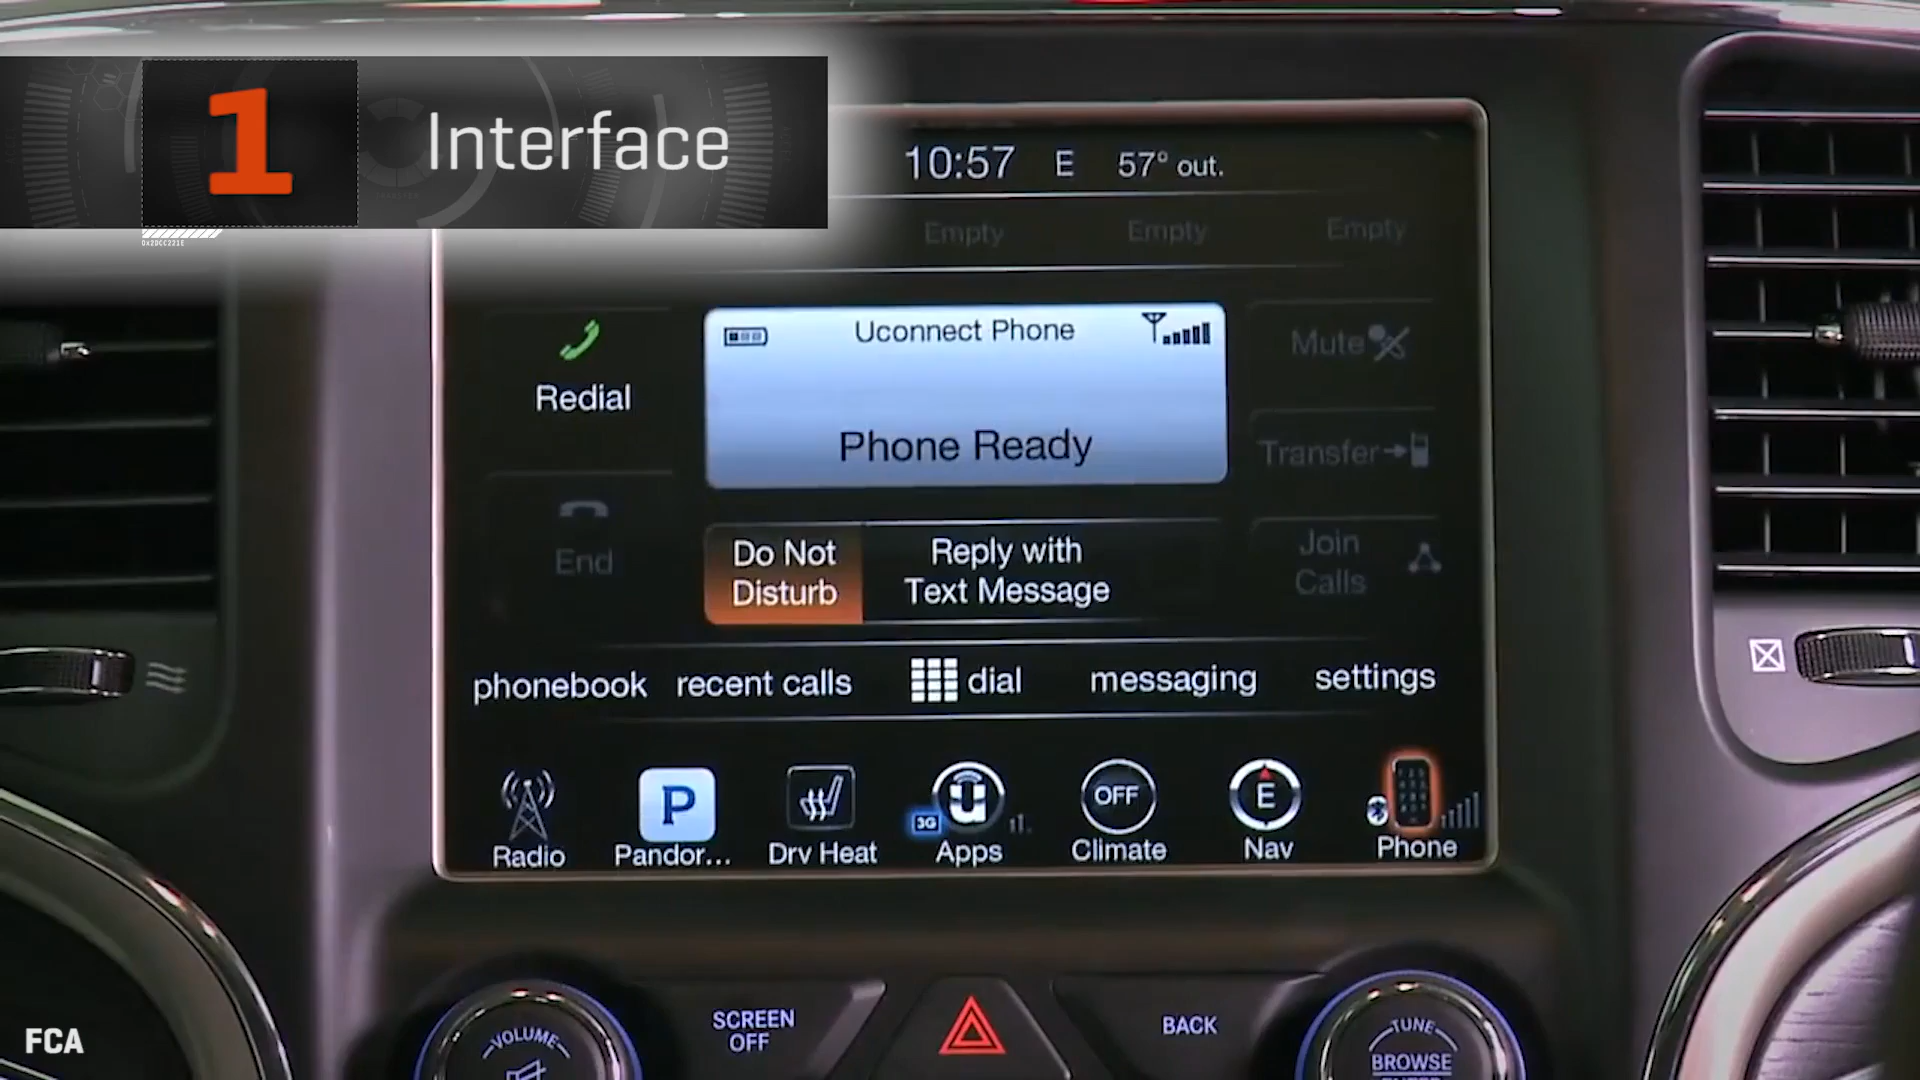 1 Interface
0X2DCC221E
10:57 E 57° out.
Empty Empty Empty
Redial
Uconnect Phone
Phone Ready
Mute
Transfer
End
Do Not
Disturb
Reply with
Text Message
Join
Calls
phonebook recent calls dial messaging settings
P
3G
OFF
E
Radio Pandor... Drv Heat Apps Climate Nav Phone
VOLUME
SCREEN
OFF
BACK
TUNE
BROWSE
FCA